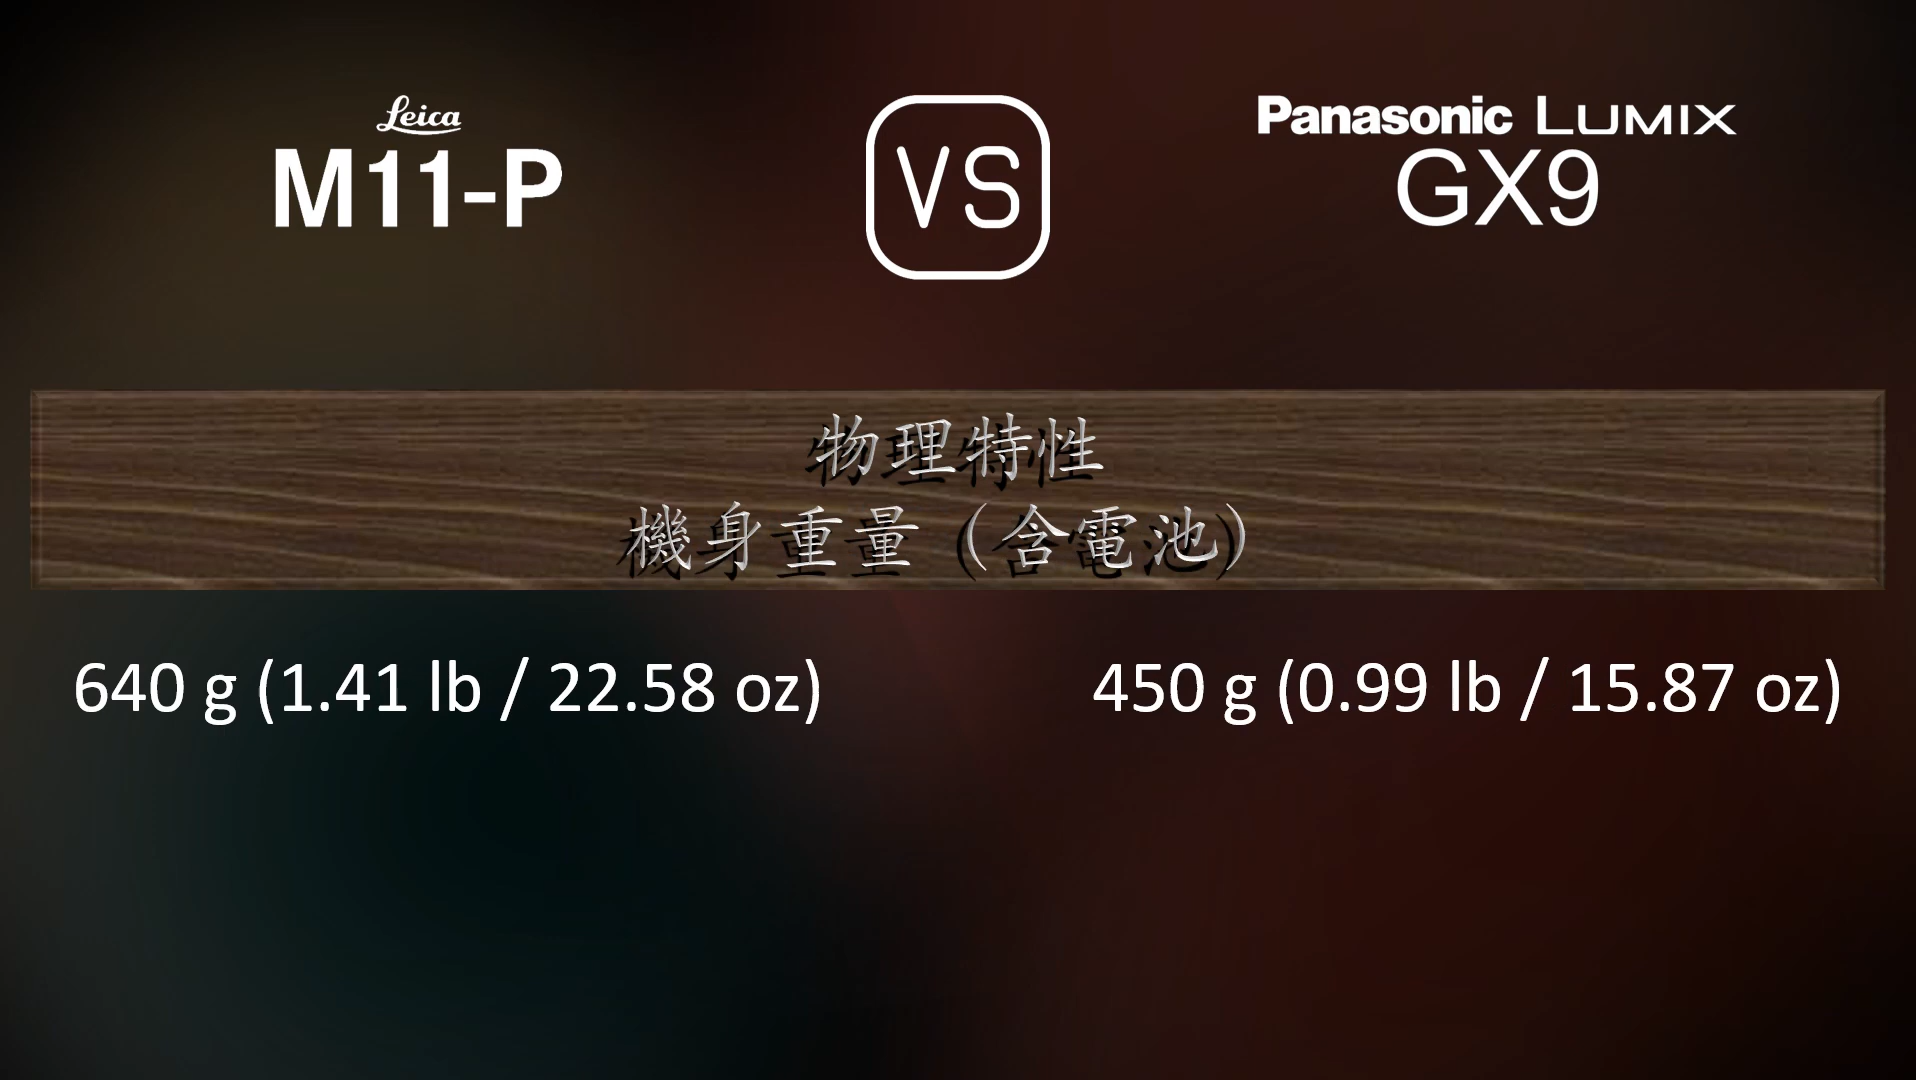 Leica
M11-P
VS
Panasonic LUMIX
GX9
物理特性
機身重量（含電池）
640 g (1.41 lb / 22.58 oz)
450 g (0.99 lb / 15.87 oz)